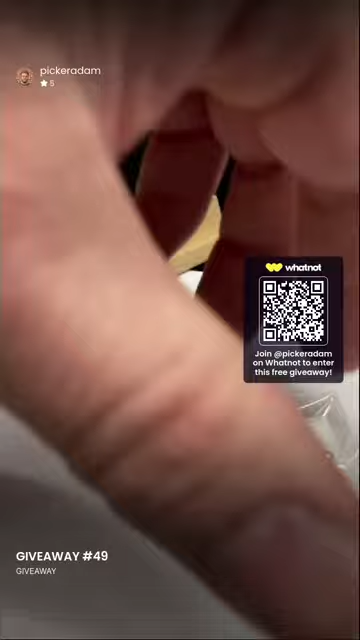 pickeradam
★ 5
whatnot
Join @pickeradam
on Whatnot to enter
this free giveaway!
GIVEAWAY #49
GIVEAWAY